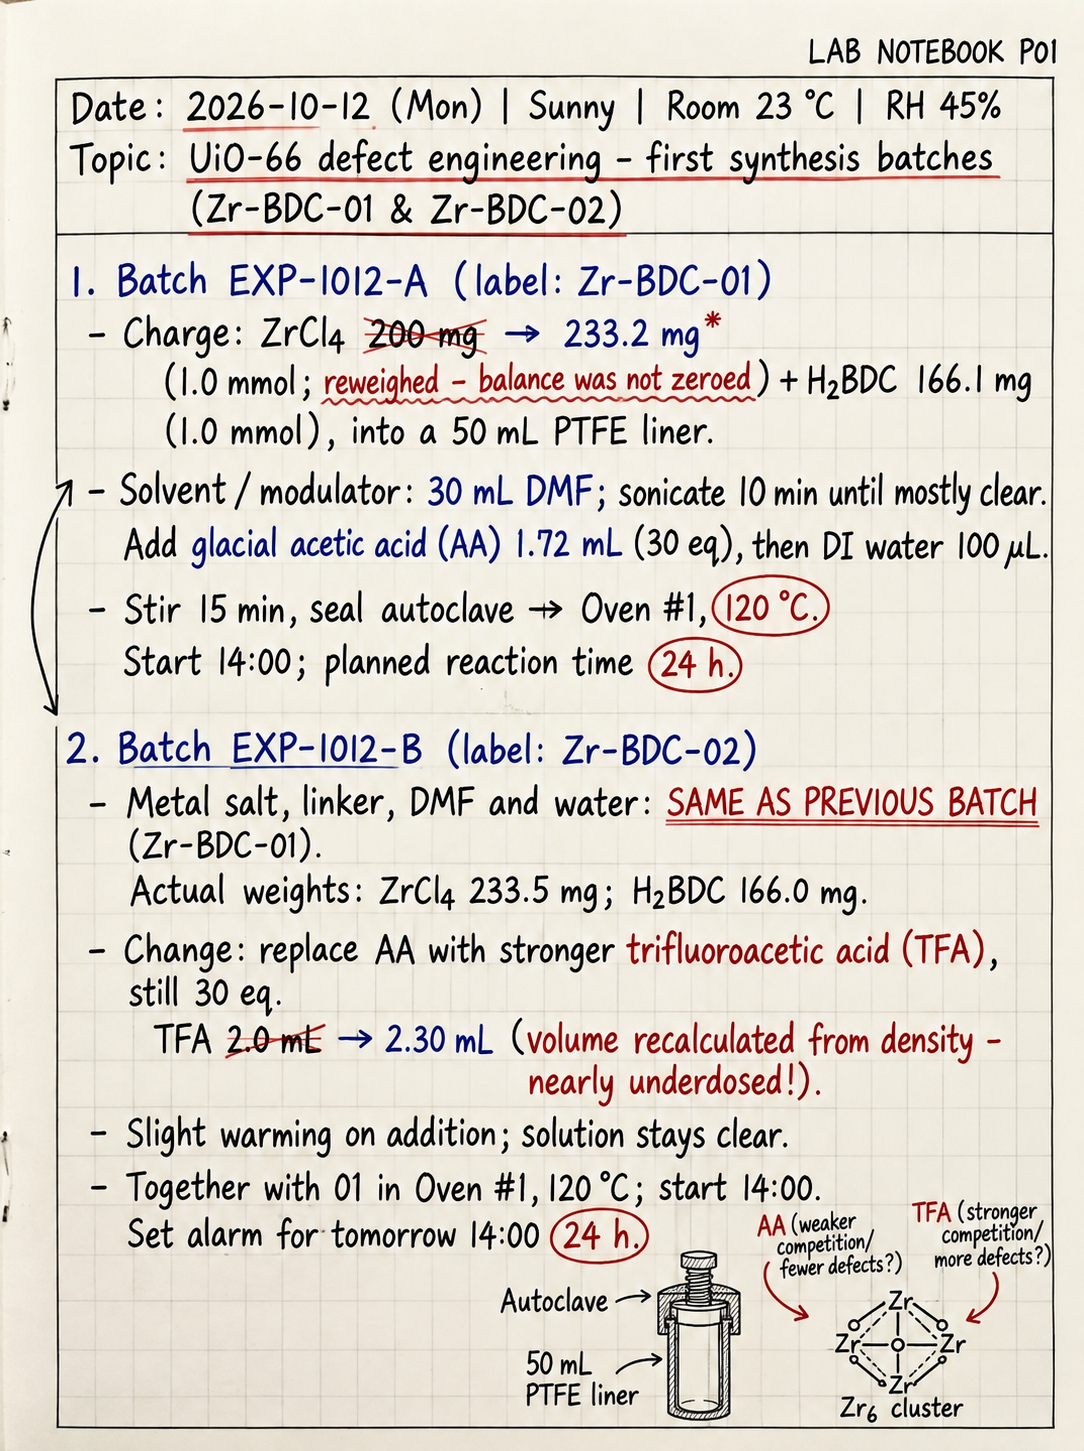 LAB NOTEBOOK P01
Date: 2026-10-12 (Mon) | Sunny | Room 23 °C | RH 45%
Topic: UiO-66 defect engineering - first synthesis batches
(Zr-BDC-01 & Zr-BDC-02)
1. Batch EXP-1012-A (label: Zr-BDC-01)
- Charge: ZrCl₄ 200 mg → 233.2 mg*
(1.0 mmol; reweighed - balance was not zeroed) + H₂BDC 166.1 mg
(1.0 mmol), into a 50 mL PTFE liner.
- Solvent / modulator: 30 mL DMF; sonicate 10 min until mostly clear.
Add glacial acetic acid (AA) 1.72 mL (30 eq), then DI water 100 µL.
- Stir 15 min, seal autoclave → Oven #1, 120 °C.
Start 14:00; planned reaction time 24 h.
2. Batch EXP-1012-B (label: Zr-BDC-02)
- Metal salt, linker, DMF and water: SAME AS PREVIOUS BATCH
(Zr-BDC-01).
Actual weights: ZrCl₄ 233.5 mg; H₂BDC 166.0 mg.
- Change: replace AA with stronger trifluoroacetic acid (TFA),
still 30 eq.
TFA 2.0 mL → 2.30 mL (volume recalculated from density -
nearly underdosed!).
- Slight warming on addition; solution stays clear.
- Together with 01 in Oven #1, 120 °C; start 14:00.
Set alarm for tomorrow 14:00 24 h.
AA (weaker
competition/
fewer defects?)
TFA (stronger
competition/
more defects?)
Autoclave
50 mL
PTFE liner
Zr
Zr
Zr
Zr
Zr₆ cluster